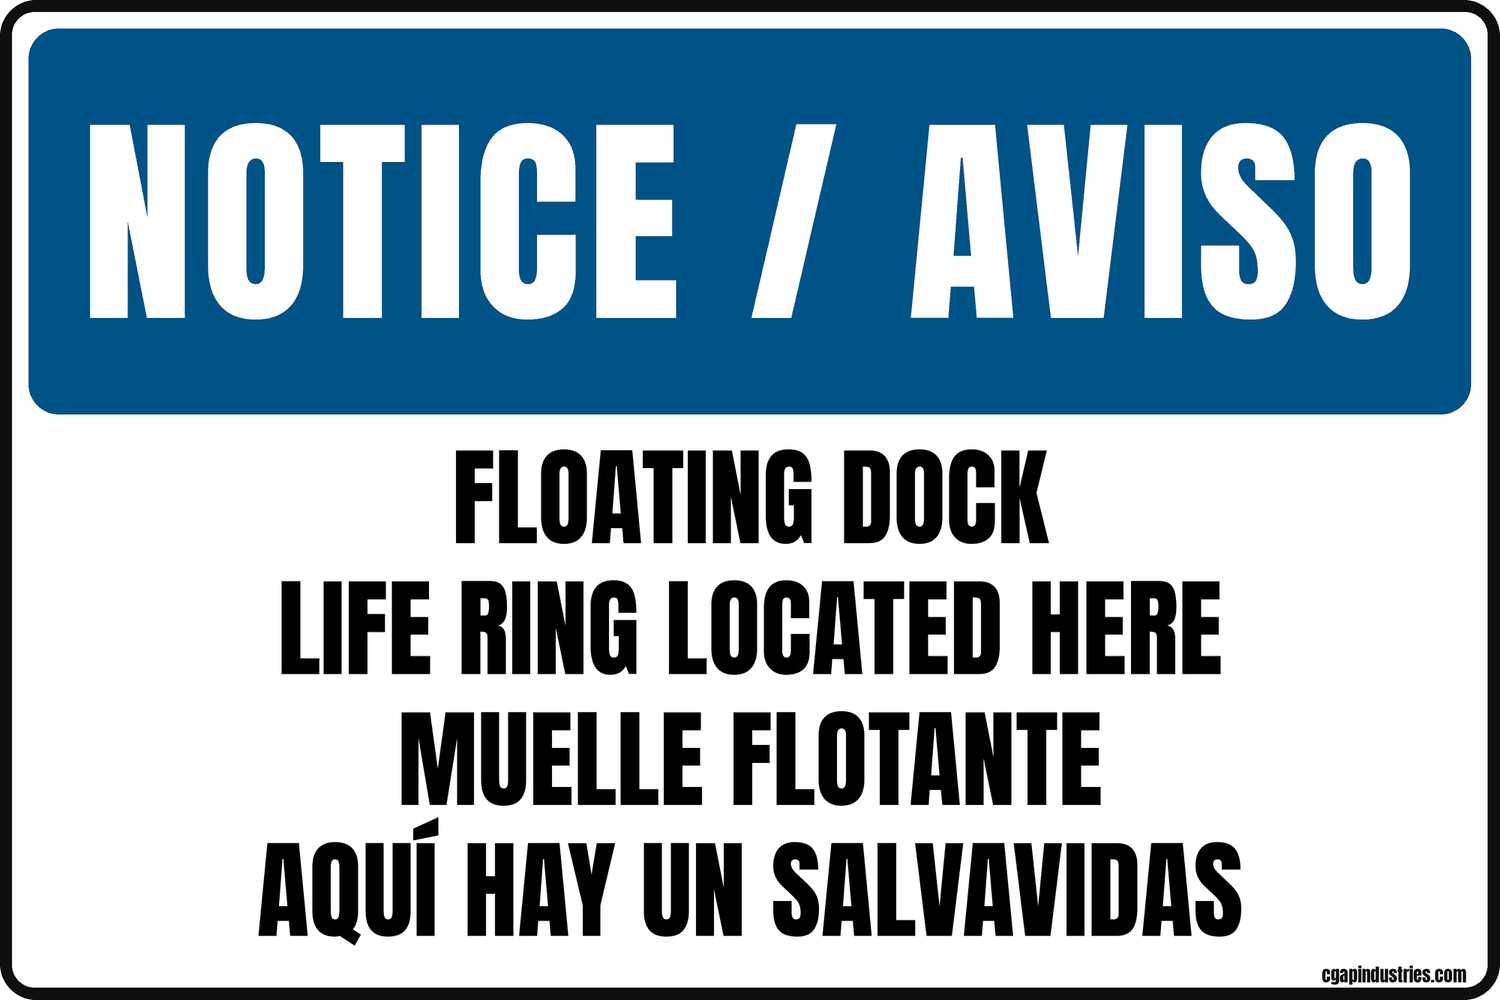 NOTICE / AVISO
FLOATING DOCK
LIFE RING LOCATED HERE
MUELLE FLOTANTE
AQUÍ HAY UN SALVAVIDAS
cgapindustries.com